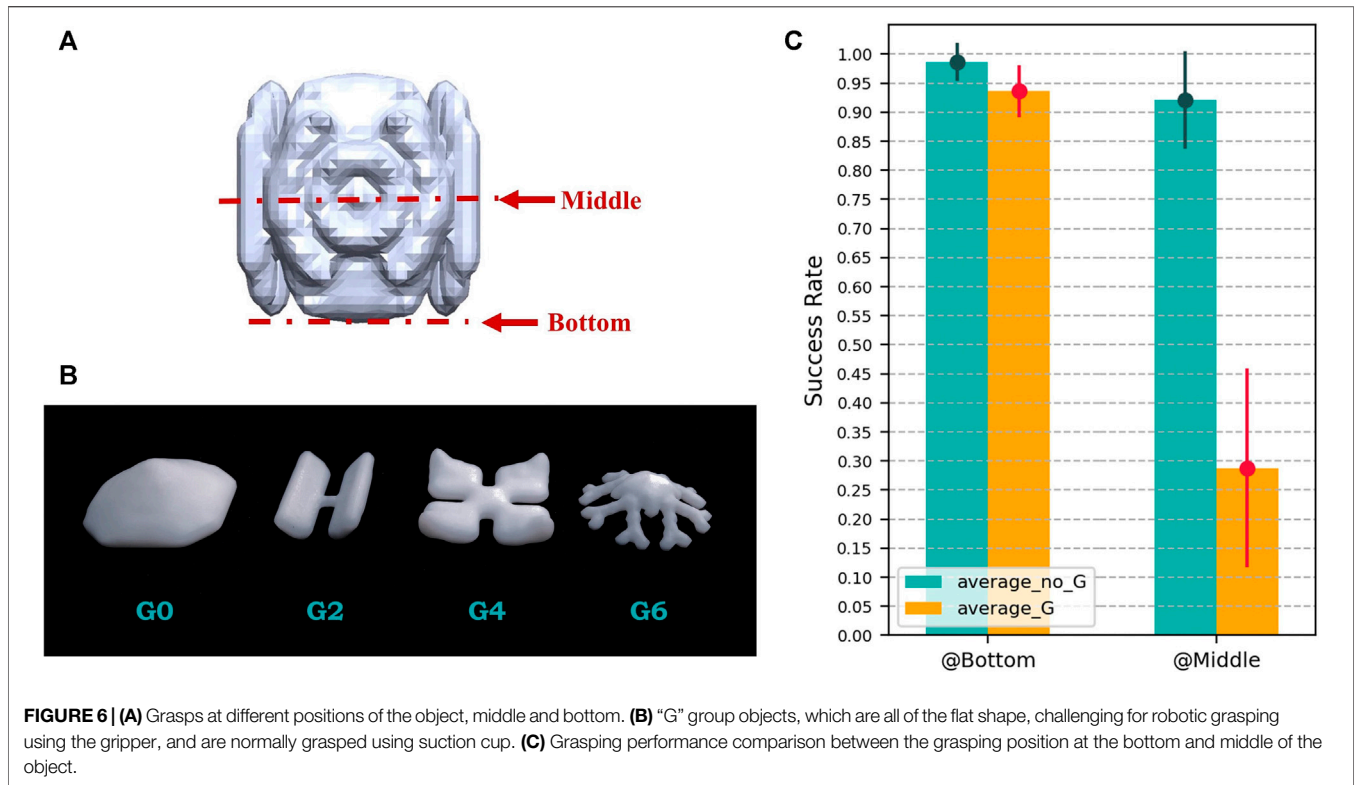 A
Middle
Bottom
B
G0 G2 G4 G6
C
Success Rate
1.00
0.95
0.90
0.85
0.80
0.75
0.70
0.65
0.60
0.55
0.50
0.45
0.40
0.35
0.30
0.25
0.20
0.15
0.10
0.05
0.00
average_no_G
average_G
@Bottom @Middle
FIGURE 6 | (A) Grasps at different positions of the object, middle and bottom. (B) “G” group objects, which are all of the flat shape, challenging for robotic grasping
using the gripper, and are normally grasped using suction cup. (C) Grasping performance comparison between the grasping position at the bottom and middle of the
object.